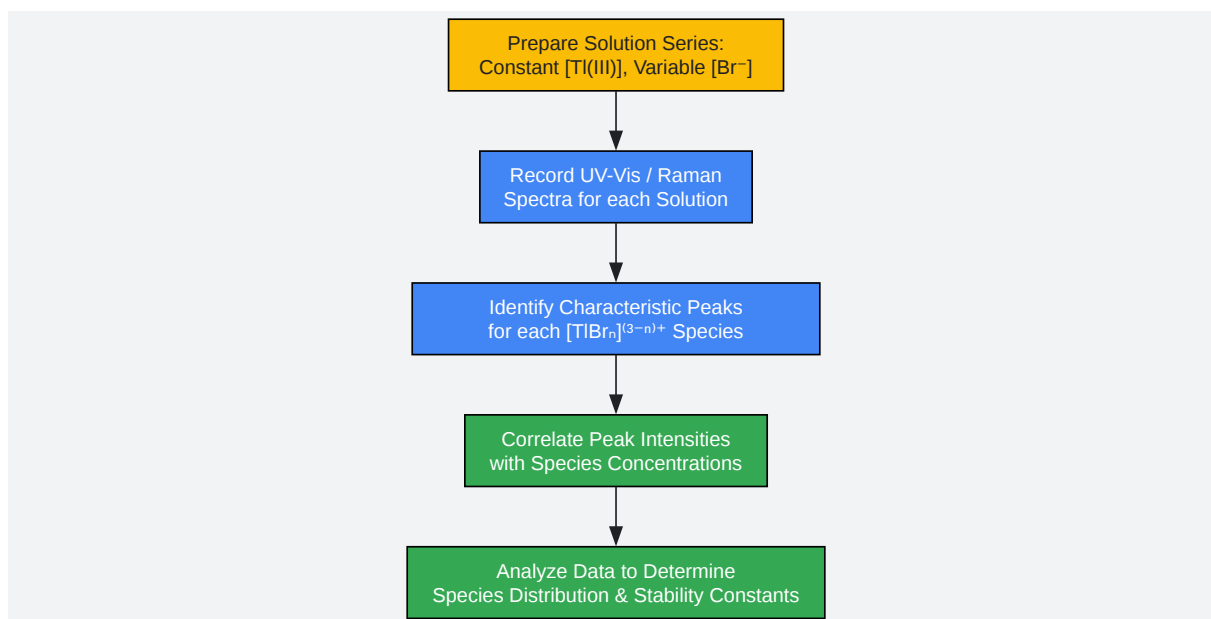 Prepare Solution Series:
Constant [Tl(III)], Variable [Br⁻]
Record UV-Vis / Raman
Spectra for each Solution
Identify Characteristic Peaks
for each [TlBrₙ]⁽³⁻ⁿ⁾⁺ Species
Correlate Peak Intensities
with Species Concentrations
Analyze Data to Determine
Species Distribution & Stability Constants